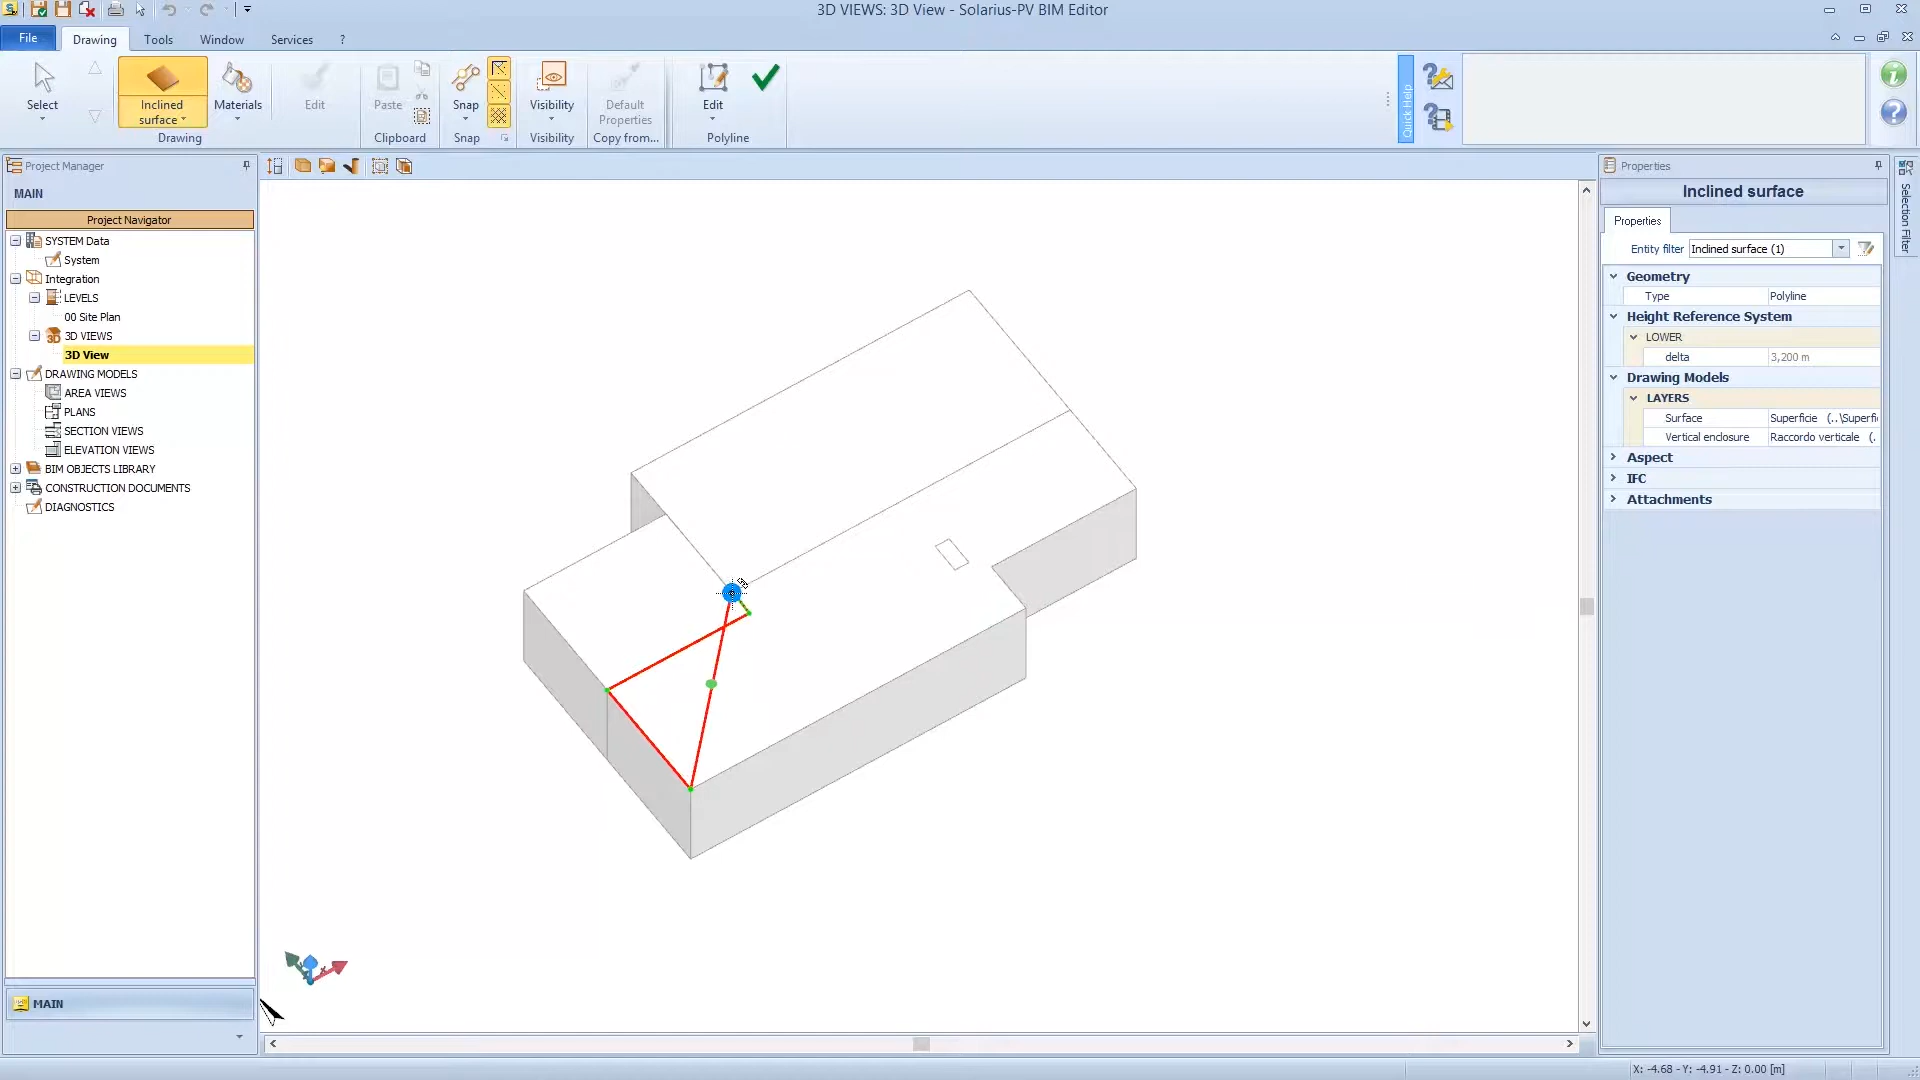 3D VIEWS: 3D View - Solarius-PV BIM Editor
File
Drawing
Tools
Window
Services
?
Select
Inclined
surface
Materials
Drawing
Edit
Paste
Clipboard
Snap
Snap
Visibility
Visibility
Default
Properties
Copy from...
Edit
Polyline
Quick Help
Project Manager
MAIN
Project Navigator
SYSTEM Data
System
Integration
LEVELS
00 Site Plan
3D VIEWS
3D View
DRAWING MODELS
AREA VIEWS
PLANS
SECTION VIEWS
ELEVATION VIEWS
BIM OBJECTS LIBRARY
CONSTRUCTION DOCUMENTS
DIAGNOSTICS
MAIN
Properties
Inclined surface
Properties
Entity filter Inclined surface (1)
Geometry
Type Polyline
Height Reference System
LOWER
delta 3,200 m
Drawing Models
LAYERS
Surface Superficie (..\Superfi
Vertical enclosure Raccordo verticale (.
Aspect
IFC
Attachments
Selection Filter
X: -4.68 - Y: -4.91 - Z: 0.00 [m]